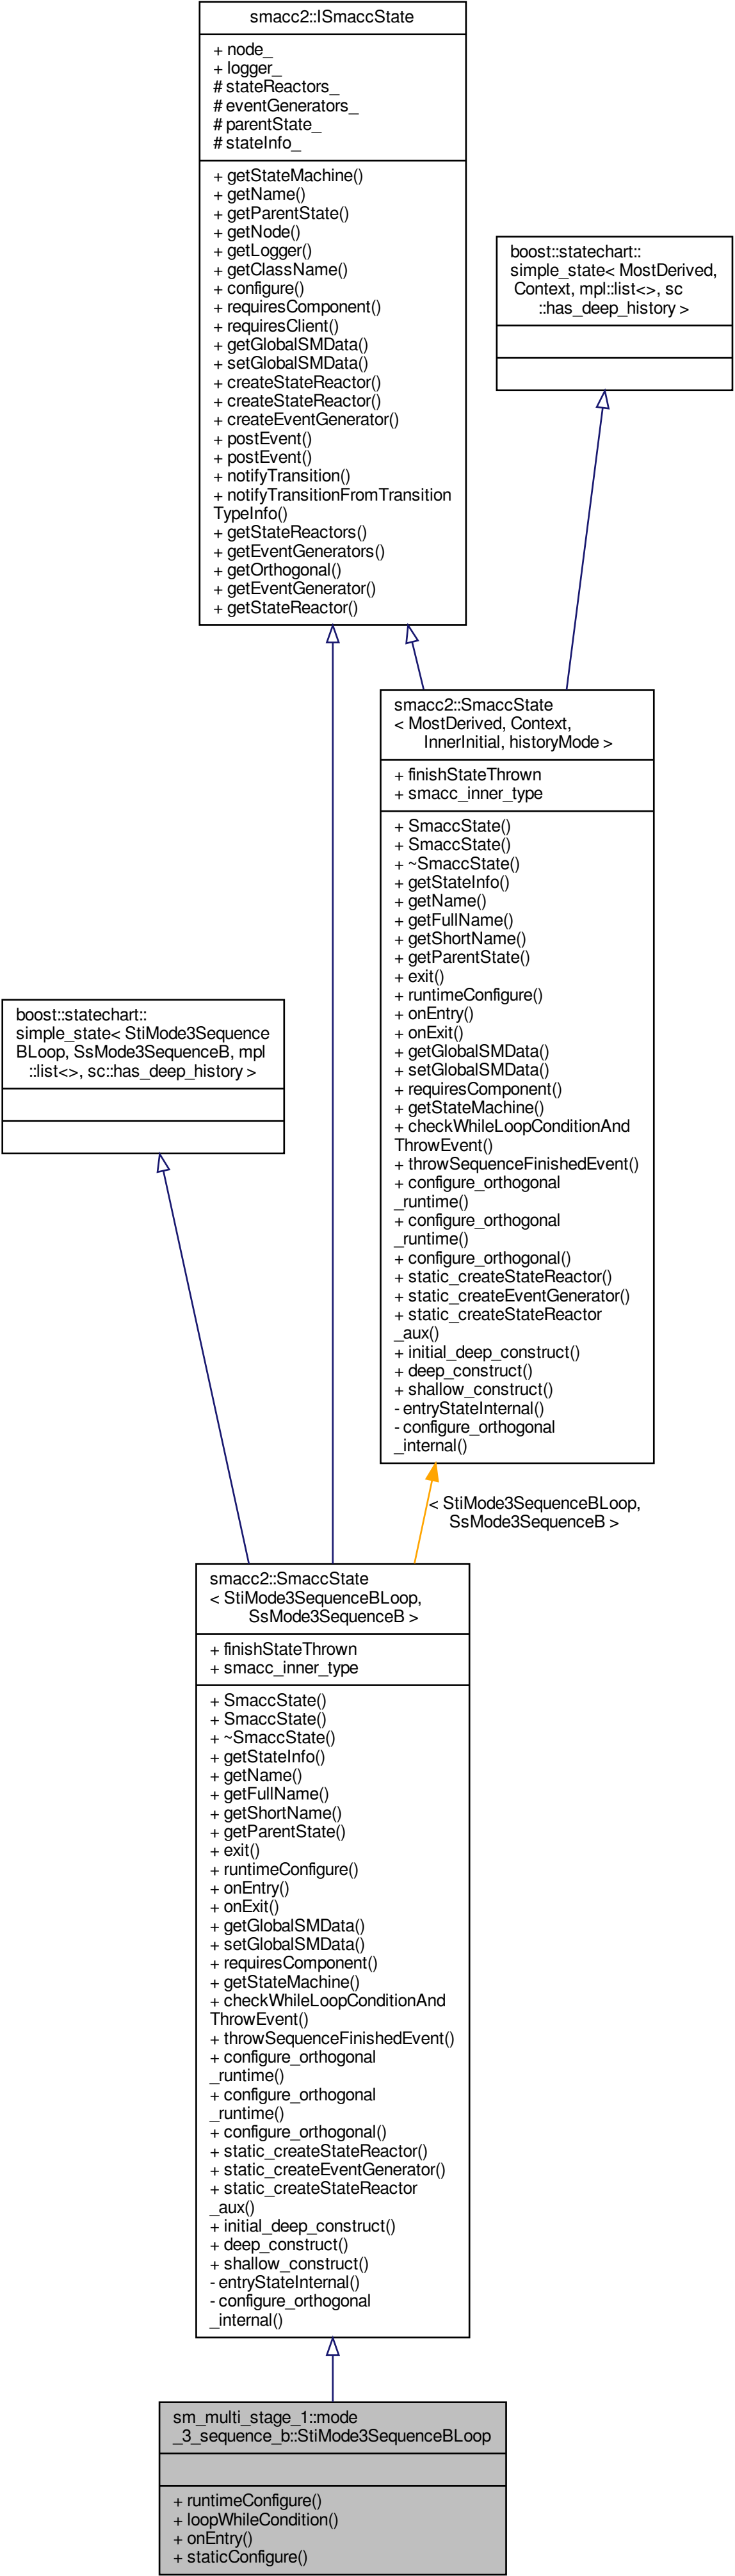 smacc2::ISmaccState
+ node_
+ logger_
# stateReactors_
# eventGenerators_
# parentState_
# stateInfo_
+ getStateMachine()
+ getName()
+ getParentState()
+ getNode()
+ getLogger()
+ getClassName()
+ configure()
+ requiresComponent()
+ requiresClient()
+ getGlobalSMData()
+ setGlobalSMData()
+ createStateReactor()
+ createStateReactor()
+ createEventGenerator()
+ postEvent()
+ postEvent()
+ notifyTransition()
+ notifyTransitionFromTransition
TypeInfo()
+ getStateReactors()
+ getEventGenerators()
+ getOrthogonal()
+ getEventGenerator()
+ getStateReactor()
boost::statechart::
simple_state< MostDerived,
Context, mpl::list<>, sc
::has_deep_history >
smacc2::SmaccState
< MostDerived, Context,
InnerInitial, historyMode >
+ finishStateThrown
+ smacc_inner_type
+ SmaccState()
+ SmaccState()
+ ~SmaccState()
+ getStateInfo()
+ getName()
+ getFullName()
+ getShortName()
+ getParentState()
+ exit()
+ runtimeConfigure()
+ onEntry()
+ onExit()
+ getGlobalSMData()
+ setGlobalSMData()
+ requiresComponent()
+ getStateMachine()
+ checkWhileLoopConditionAnd
ThrowEvent()
+ throwSequenceFinishedEvent()
+ configure_orthogonal
_runtime()
+ configure_orthogonal
_runtime()
+ configure_orthogonal()
+ static_createStateReactor()
+ static_createEventGenerator()
+ static_createStateReactor
_aux()
+ initial_deep_construct()
+ deep_construct()
+ shallow_construct()
- entryStateInternal()
- configure_orthogonal
_internal()
boost::statechart::
simple_state< StiMode3Sequence
BLoop, SsMode3SequenceB, mpl
::list<>, sc::has_deep_history >
< StiMode3SequenceBLoop,
SsMode3SequenceB >
smacc2::SmaccState
< StiMode3SequenceBLoop,
SsMode3SequenceB >
+ finishStateThrown
+ smacc_inner_type
+ SmaccState()
+ SmaccState()
+ ~SmaccState()
+ getStateInfo()
+ getName()
+ getFullName()
+ getShortName()
+ getParentState()
+ exit()
+ runtimeConfigure()
+ onEntry()
+ onExit()
+ getGlobalSMData()
+ setGlobalSMData()
+ requiresComponent()
+ getStateMachine()
+ checkWhileLoopConditionAnd
ThrowEvent()
+ throwSequenceFinishedEvent()
+ configure_orthogonal
_runtime()
+ configure_orthogonal
_runtime()
+ configure_orthogonal()
+ static_createStateReactor()
+ static_createEventGenerator()
+ static_createStateReactor
_aux()
+ initial_deep_construct()
+ deep_construct()
+ shallow_construct()
- entryStateInternal()
- configure_orthogonal
_internal()
sm_multi_stage_1::mode
_3_sequence_b::StiMode3SequenceBLoop
+ runtimeConfigure()
+ loopWhileCondition()
+ onEntry()
+ staticConfigure()